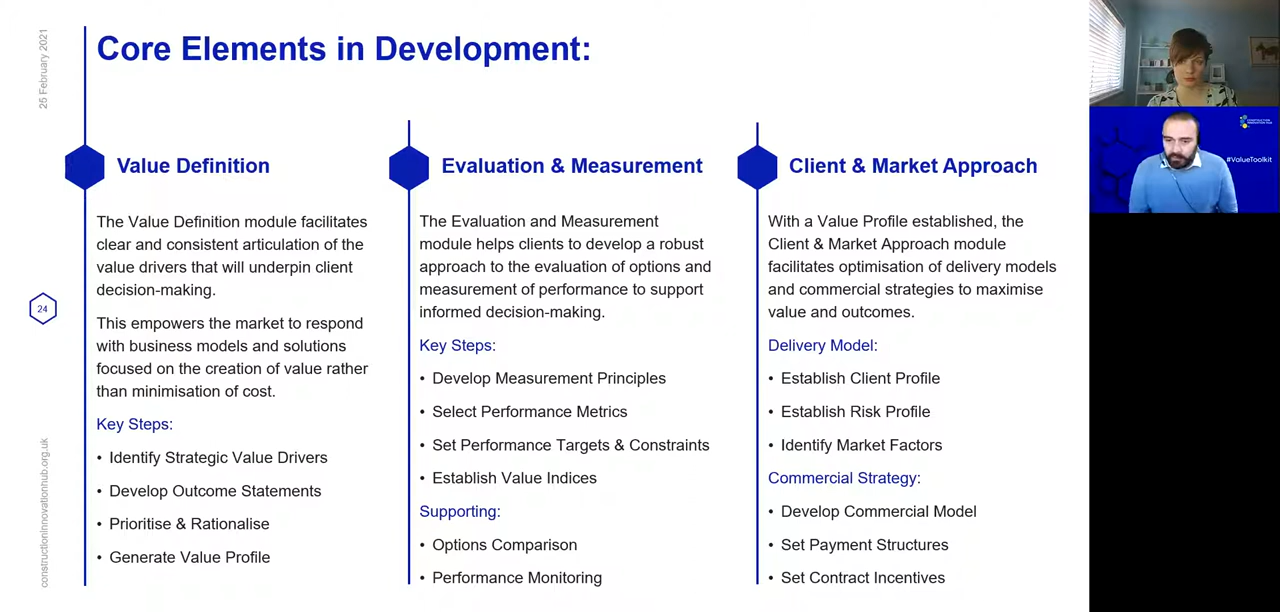 25 February 2021
Core Elements in Development:
Value Definition
The Value Definition module facilitates
clear and consistent articulation of the
value drivers that will underpin client
decision-making.
This empowers the market to respond
with business models and solutions
focused on the creation of value rather
than minimisation of cost.
Key Steps:
• Identify Strategic Value Drivers
• Develop Outcome Statements
• Prioritise & Rationalise
• Generate Value Profile
Evaluation & Measurement
The Evaluation and Measurement
module helps clients to develop a robust
approach to the evaluation of options and
measurement of performance to support
informed decision-making.
Key Steps:
• Develop Measurement Principles
• Select Performance Metrics
• Set Performance Targets & Constraints
• Establish Value Indices
Supporting:
• Options Comparison
• Performance Monitoring
Client & Market Approach
With a Value Profile established, the
Client & Market Approach module
facilitates optimisation of delivery models
and commercial strategies to maximise
value and outcomes.
Delivery Model:
• Establish Client Profile
• Establish Risk Profile
• Identify Market Factors
Commercial Strategy:
• Develop Commercial Model
• Set Payment Structures
• Set Contract Incentives
24
constructioninnovationhub.org.uk
CONSTRUCTION
INNOVATION HUB
#ValueToolkit